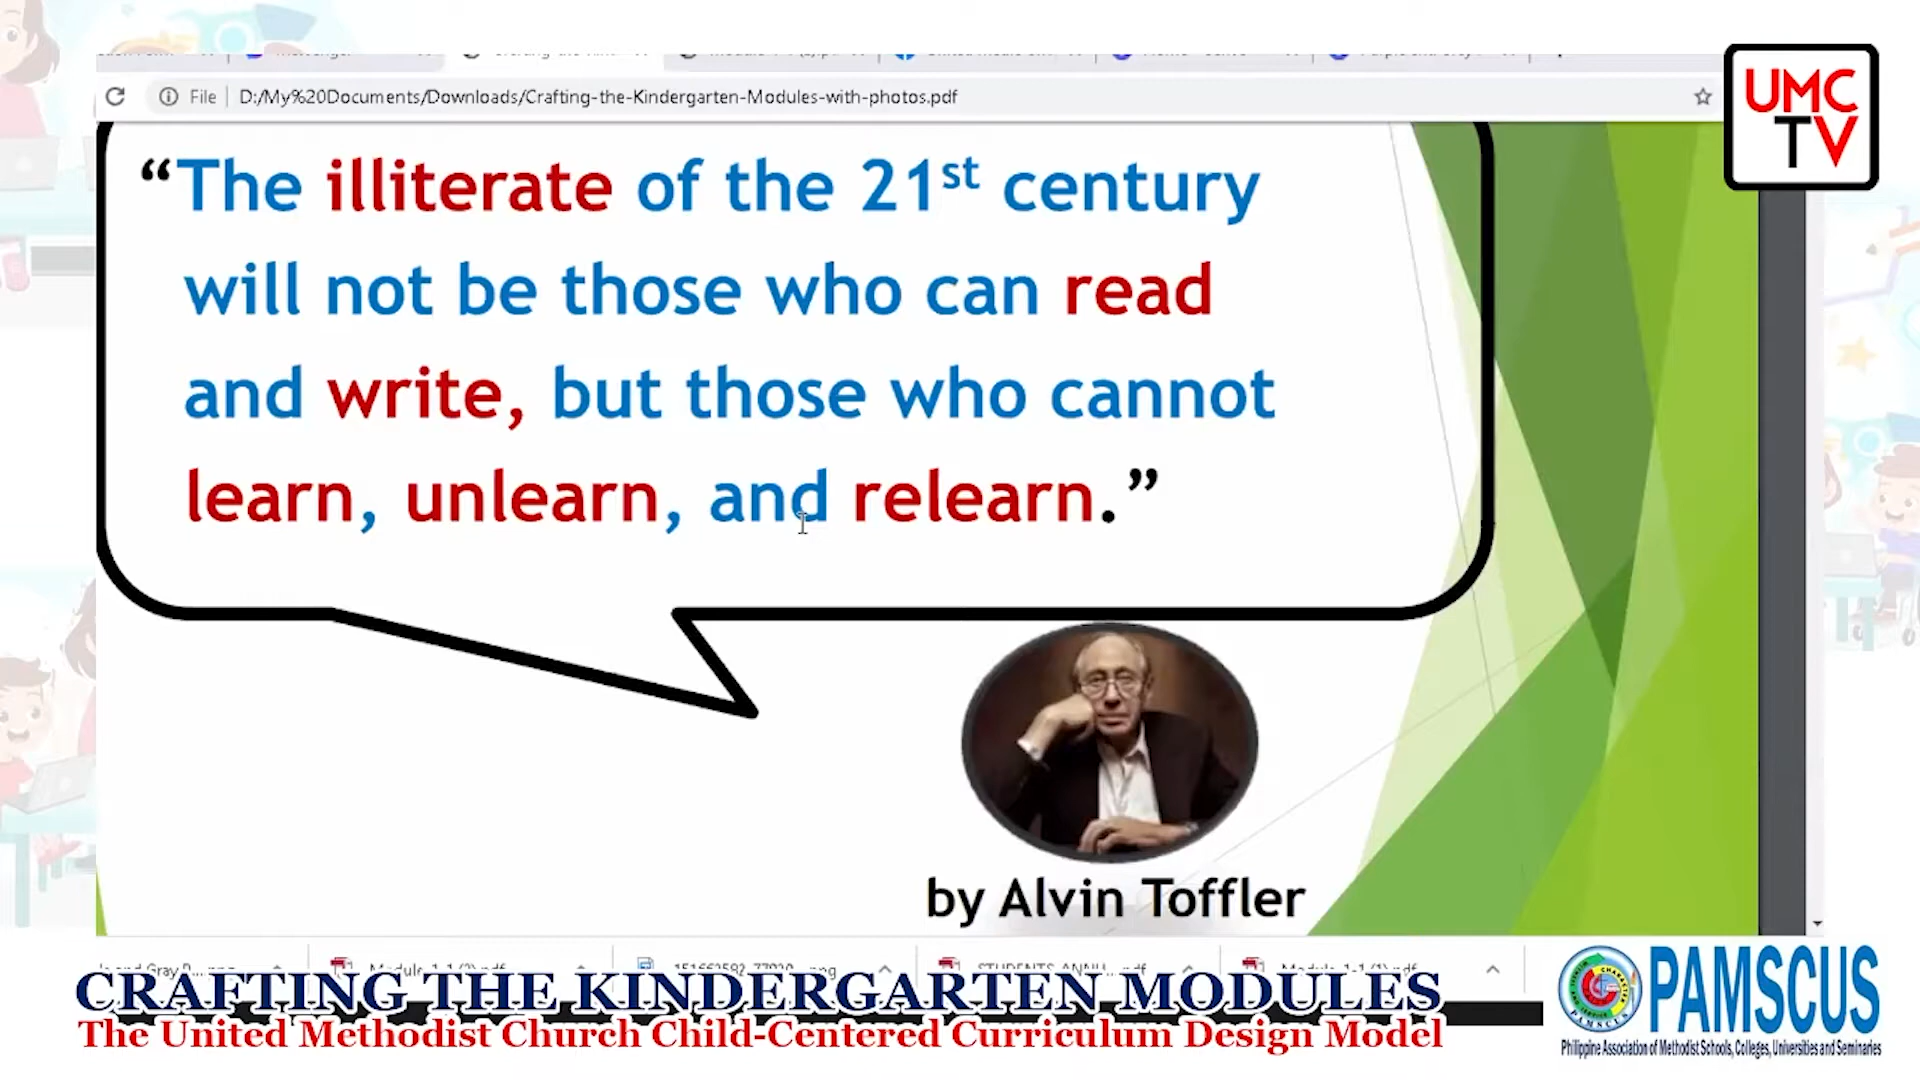 File D:/My%20Documents/Downloads/Crafting-the-Kindergarten-Modules-with-photos.pdf
UMC
TV
“The illiterate of the 21st century
will not be those who can read
and write, but those who cannot
learn, unlearn, and relearn.”
by Alvin Toffler
CRAFTING THE KINDERGARTEN MODULES
The United Methodist Church Child-Centered Curriculum Design Model
PAMSCUS
Philippine Association of Methodist Schools, Colleges, Universities and Seminaries